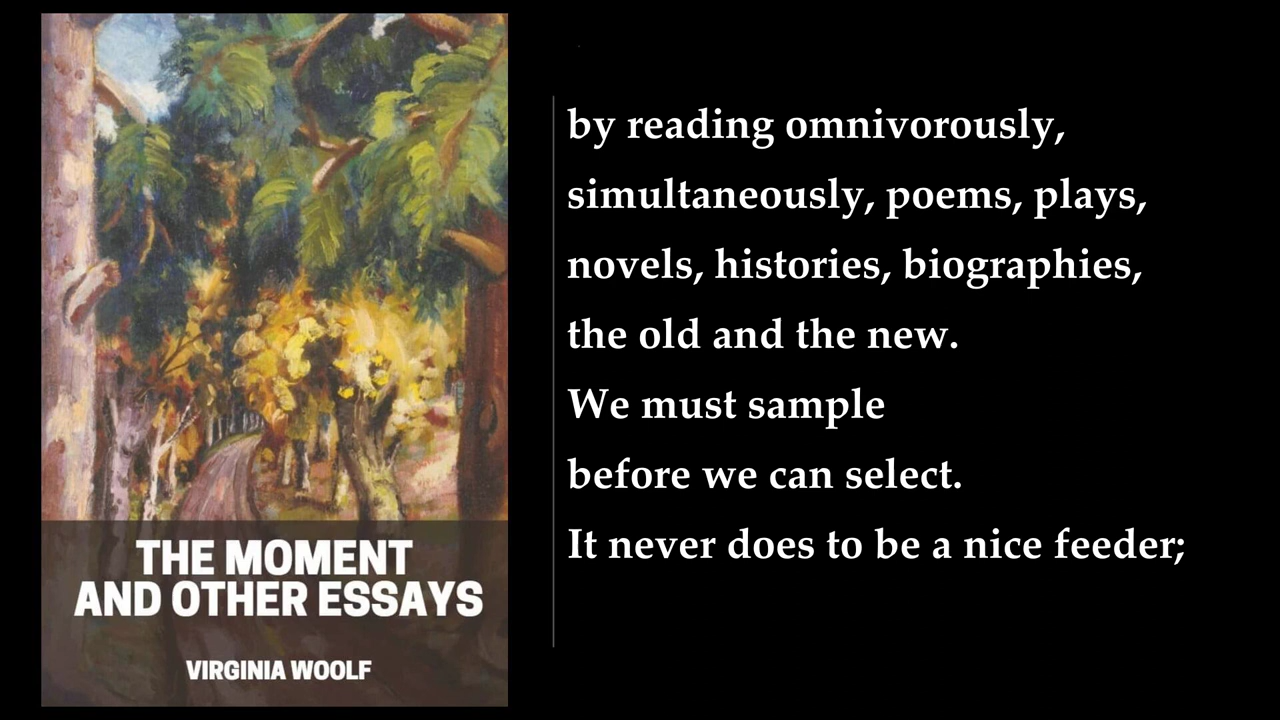 THE MOMENT
AND OTHER ESSAYS
VIRGINIA WOOLF
by reading omnivorously,
simultaneously, poems, plays,
novels, histories, biographies,
the old and the new.
We must sample
before we can select.
It never does to be a nice feeder;